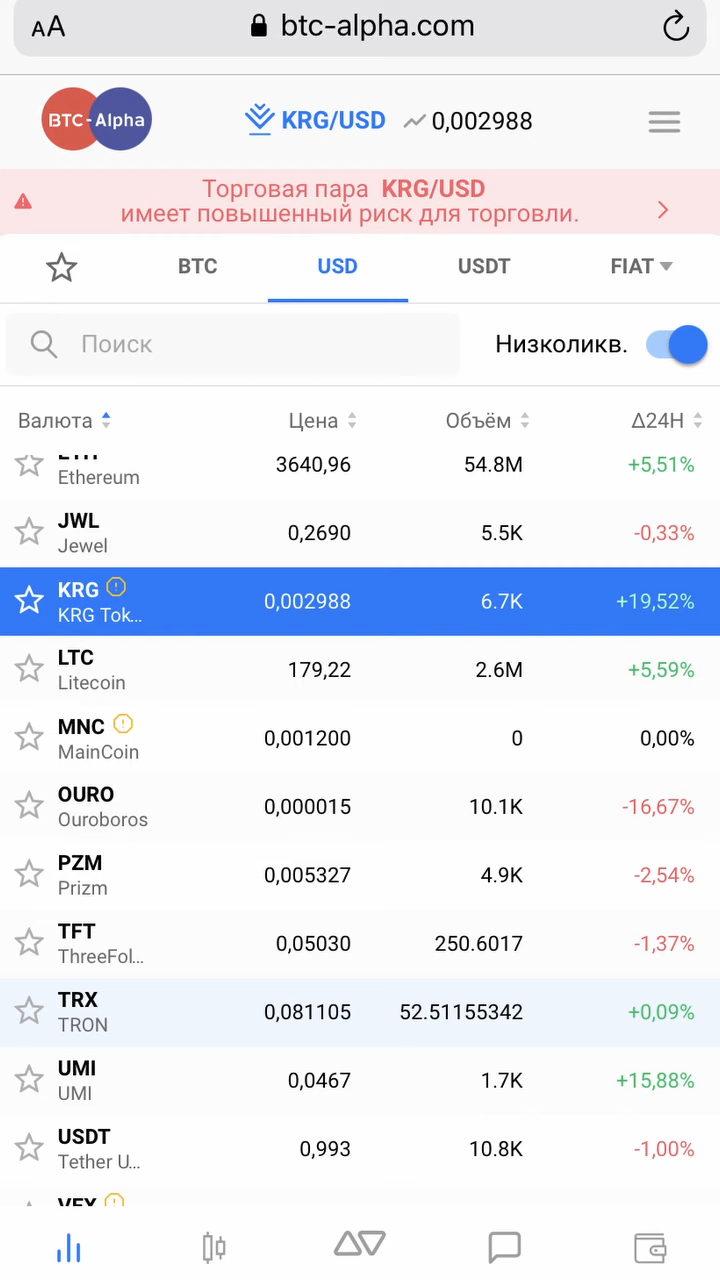 AA btc-alpha.com
BTC-Alpha KRG/USD 0,002988
Торговая пара KRG/USD
имеет повышенный риск для торговли.
BTC USD USDT FIAT
Поиск Низколикв.
Валюта Цена Объём Δ24H
3640,96 54.8M +5,51%
Ethereum
JWL
0,2690 5.5K -0,33%
Jewel
KRG
0,002988 6.7K +19,52%
KRG Tok...
LTC
179,22 2.6M +5,59%
Litecoin
MNC
0,001200 0 0,00%
MainCoin
OURO
0,000015 10.1K -16,67%
Ouroboros
PZM
0,005327 4.9K -2,54%
Prizm
TFT
0,05030 250.6017 -1,37%
ThreeFol...
TRX
0,081105 52.51155342 +0,09%
TRON
UMI
0,0467 1.7K +15,88%
UMI
USDT
0,993 10.8K -1,00%
Tether U...